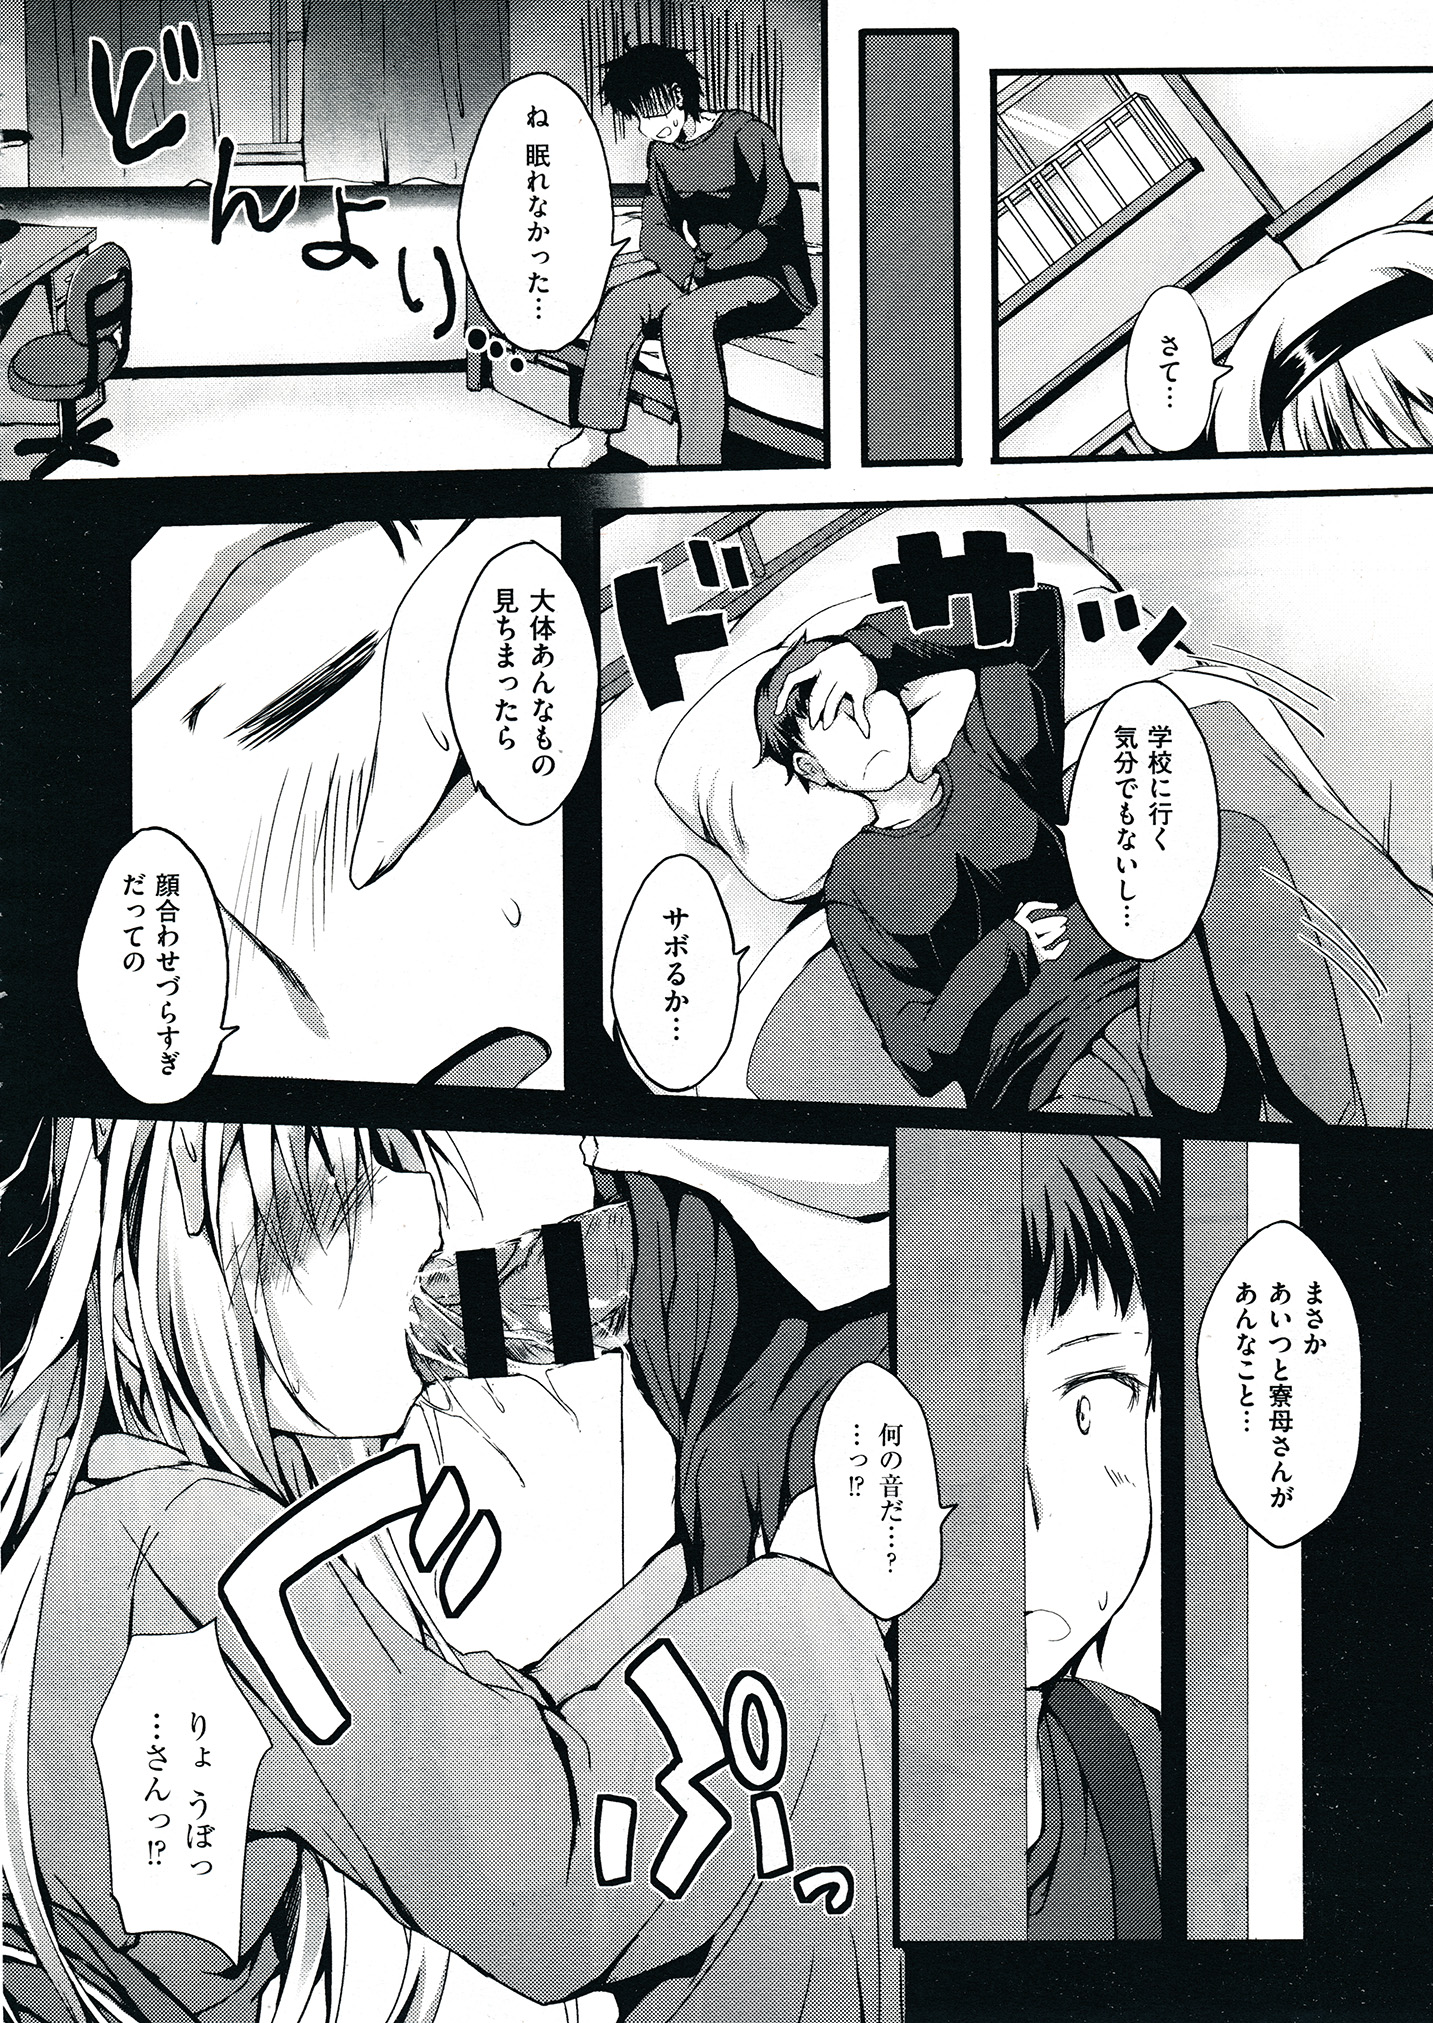 さて…
ね 眠れなかった…
どんより…
ドサッ
学校に行く
気分でもないし…
サボるか…
大体あんなもの
見ちまったら
顔合わせづらすぎ
だっての
まさか
あいつと寮母さんが
あんなこと…
何の音だ…?
…っ!?
じゅぷっ
りょ うぼっ
…さんっ!?